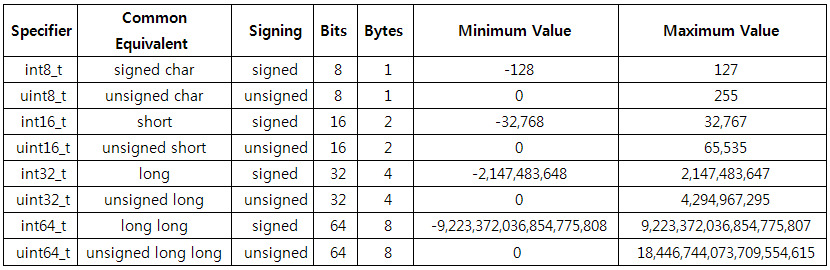 Specifier Common Equivalent Signing Bits Bytes Minimum Value Maximum Value
int8_t signed char signed 8 1 -128 127
uint8_t unsigned char unsigned 8 1 0 255
int16_t short signed 16 2 -32,768 32,767
uint16_t unsigned short unsigned 16 2 0 65,535
int32_t long signed 32 4 -2,147,483,648 2,147,483,647
uint32_t unsigned long unsigned 32 4 0 4,294,967,295
int64_t long long signed 64 8 -9,223,372,036,854,775,808 9,223,372,036,854,775,807
uint64_t unsigned long long unsigned 64 8 0 18,446,744,073,709,554,615